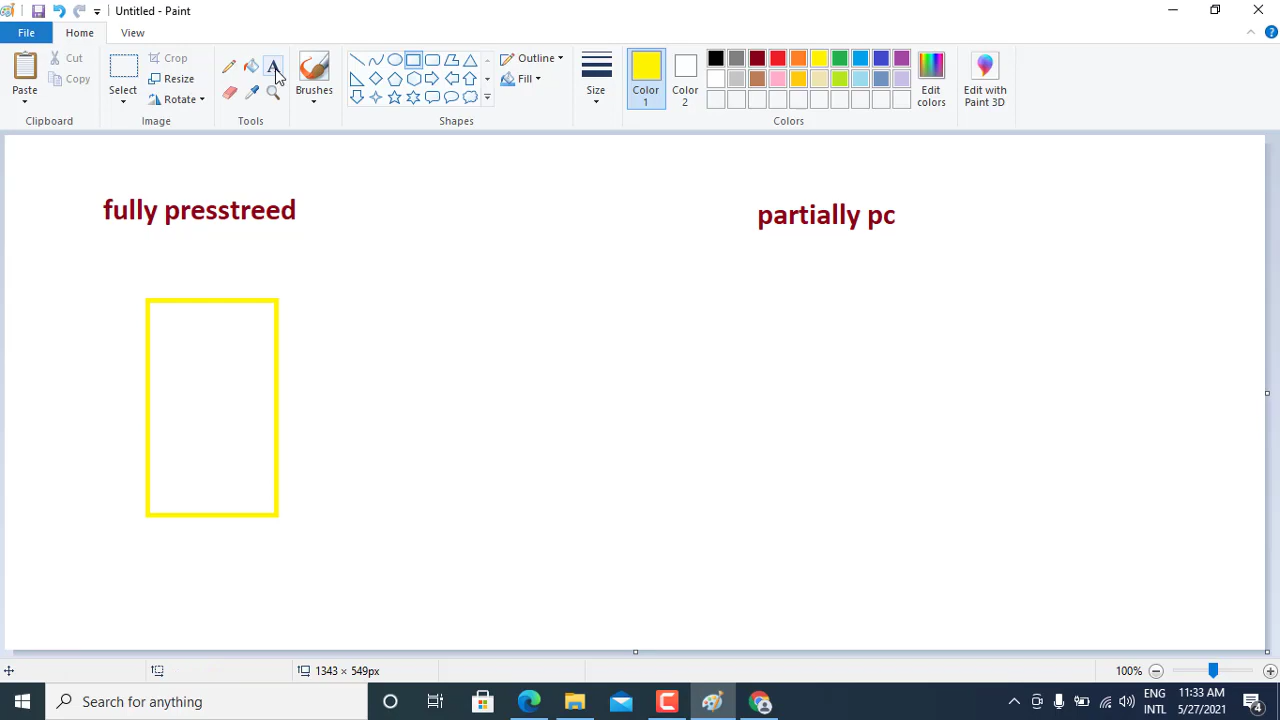 Untitled - Paint
File
Home
View
Paste
Cut
Copy
Clipboard
Select
Crop
Resize
Rotate
Image
A
Tools
Brushes
Shapes
Outline
Fill
Size
Color 1
Color 2
Edit colors
Colors
Edit with Paint 3D
fully presstreed
partially pc
1343 × 549px
100%
Search for anything
ENG
INTL
11:33 AM
5/27/2021
4